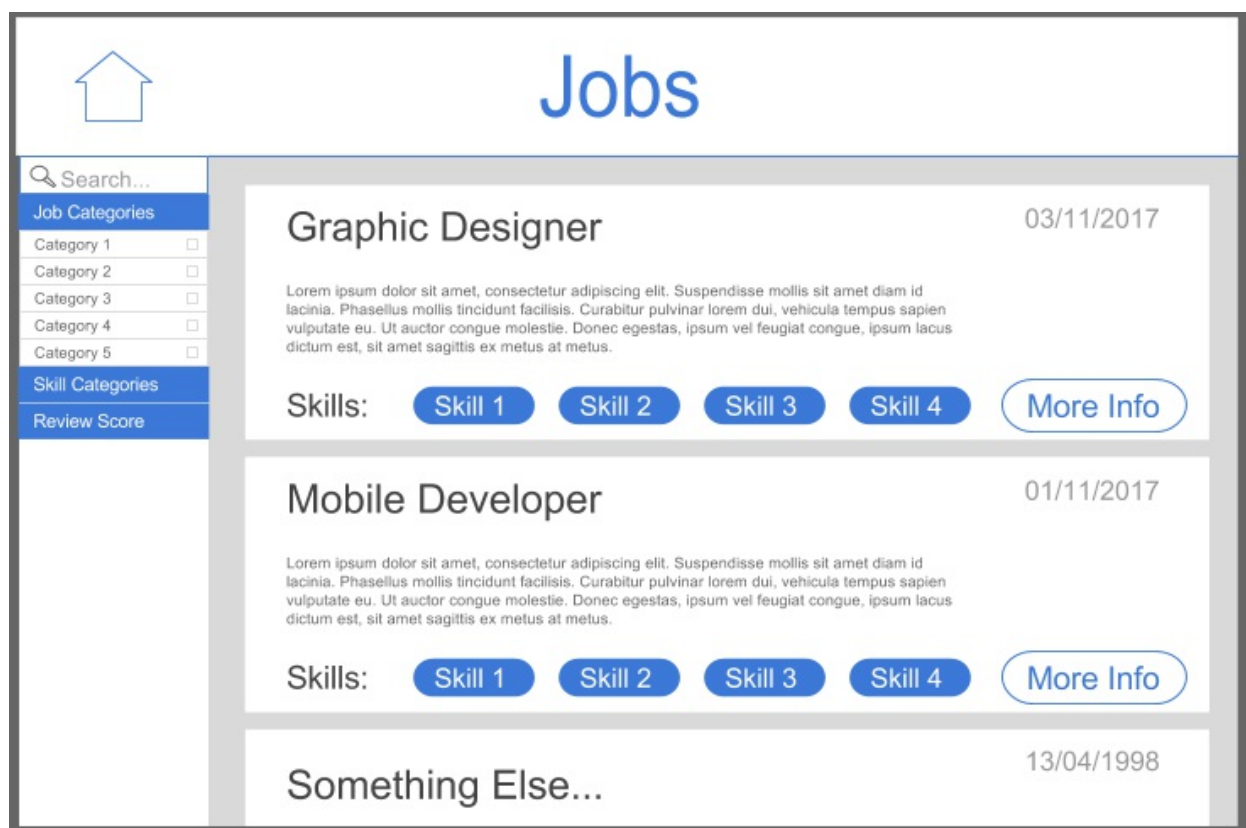 Jobs
Search...
Job Categories
Category 1
Category 2
Category 3
Category 4
Category 5
Skill Categories
Review Score
Graphic Designer
03/11/2017
Lorem ipsum dolor sit amet, consectetur adipiscing elit. Suspendisse mollis sit amet diam id
lacinia. Phasellus mollis tincidunt facilisis. Curabitur pulvinar lorem dui, vehicula tempus sapien
vulputate eu. Ut auctor congue molestie. Donec egestas, ipsum vel feugiat congue, ipsum lacus
dictum est, sit amet sagittis ex metus at metus.
Skills: Skill 1 Skill 2 Skill 3 Skill 4 More Info
Mobile Developer
01/11/2017
Lorem ipsum dolor sit amet, consectetur adipiscing elit. Suspendisse mollis sit amet diam id
lacinia. Phasellus mollis tincidunt facilisis. Curabitur pulvinar lorem dui, vehicula tempus sapien
vulputate eu. Ut auctor congue molestie. Donec egestas, ipsum vel feugiat congue, ipsum lacus
dictum est, sit amet sagittis ex metus at metus.
Skills: Skill 1 Skill 2 Skill 3 Skill 4 More Info
Something Else...
13/04/1998